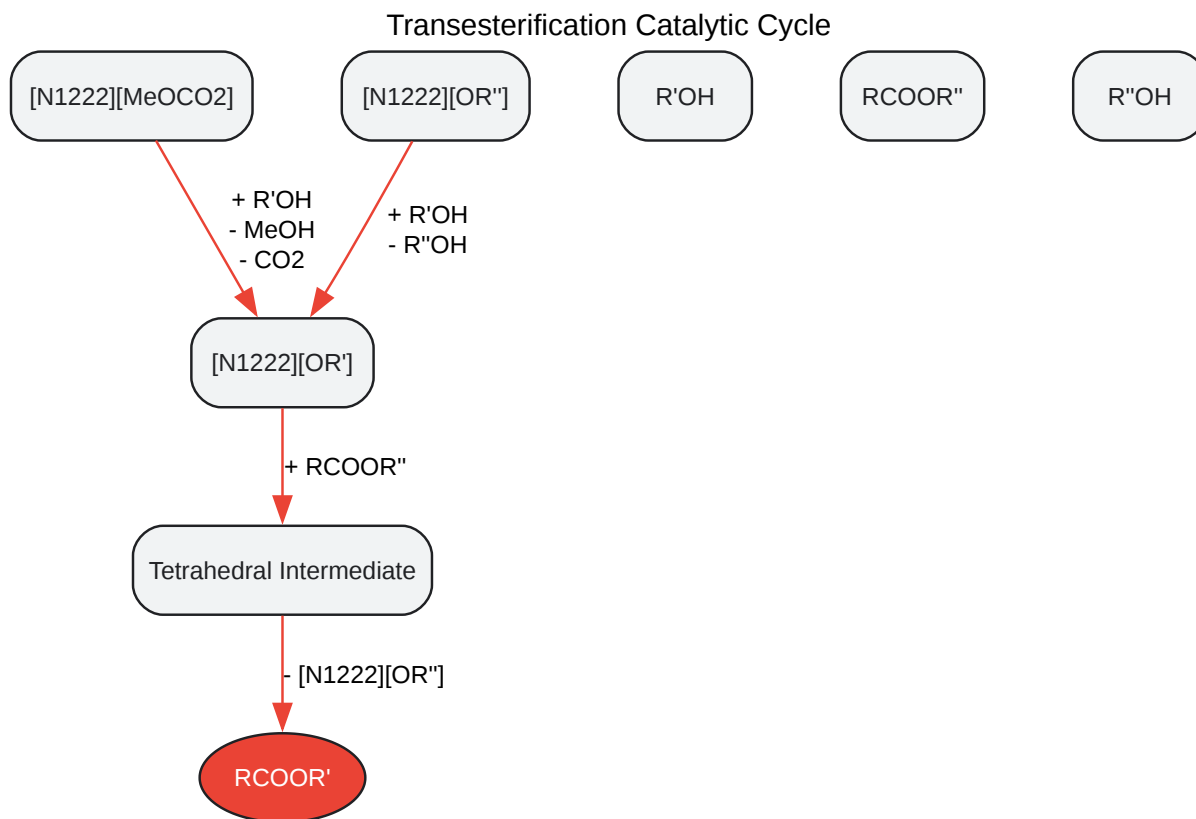 Transesterification Catalytic Cycle
[N1222][MeOCO2]
[N1222][OR"]
R'OH
RCOOR"
R"OH
+ R'OH
- MeOH
- CO2
+ R'OH
- R"OH
[N1222][OR']
+ RCOOR"
Tetrahedral Intermediate
- [N1222][OR"]
RCOOR'